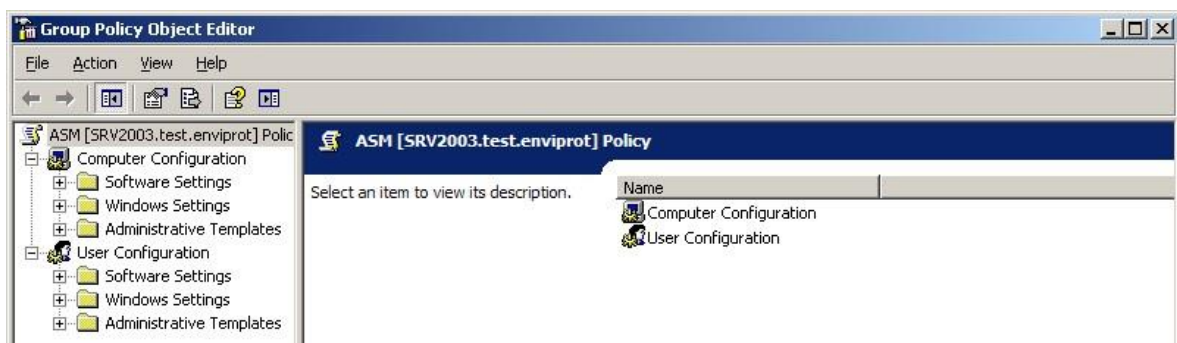 Group Policy Object Editor
File Action View Help
ASM [SRV2003.test.enviprot] Polic
Computer Configuration
Software Settings
Windows Settings
Administrative Templates
User Configuration
Software Settings
Windows Settings
Administrative Templates
ASM [SRV2003.test.enviprot] Policy
Select an item to view its description.
Name
Computer Configuration
User Configuration